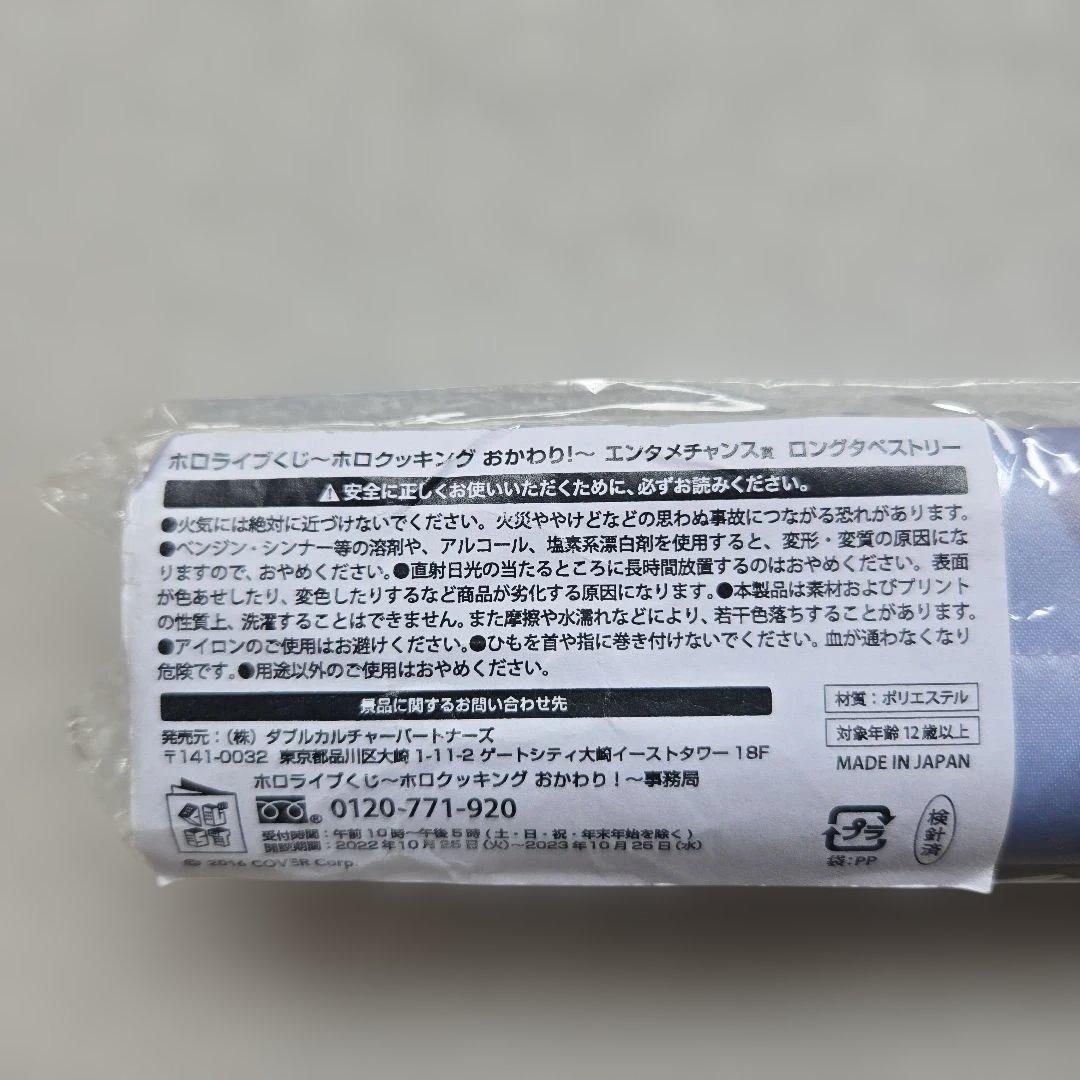 ホロライブくじ～ホロクッキング おかわり!～ エンタメチャンス賞 ロングタペストリー
⚠安全に正しくお使いいただくために、必ずお読みください。
●火気には絶対に近づけないでください。火災ややけどなどの思わぬ事故につながる恐れがあります。
●ベンジン・シンナー等の溶剤や、アルコール、塩素系漂白剤を使用すると、変形・変質の原因にな
りますので、おやめください。●直射日光の当たるところに長時間放置するのはおやめください。表面
が色あせしたり、変色したりするなど商品が劣化する原因になります。●本製品は素材およびプリント
の性質上、洗濯することはできません。また摩擦や水濡れなどにより、若干色落ちすることがあります。
●アイロンのご使用はお避けください。●ひもを首や指に巻き付けないでください。血が通わなくなり
危険です。●用途以外のご使用はおやめください。
景品に関するお問い合わせ先
発売元：（株）ダブルカルチャーパートナーズ
〒141-0032 東京都品川区大崎 1-11-2 ゲートシティ大崎イーストタワー 18F
ホロライブくじ～ホロクッキング おかわり！～事務局
0120-771-920
受付時間：午前10時～午後5時（土・日・祝・年末年始を除く）
開設期間：2022年10月25日(火)～2023年10月25日(水)
© 2016 COVER Corp.
材質：ポリエステル
対象年齢12歳以上
MADE IN JAPAN
プラ
袋：PP
検針済